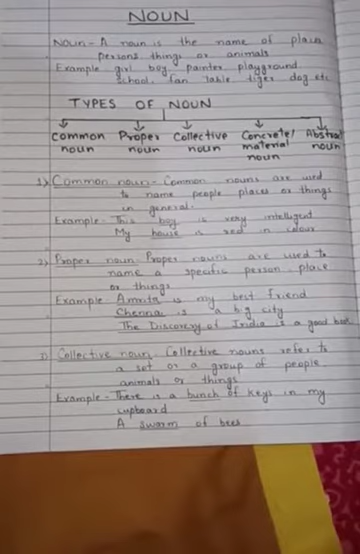 NOUN
Noun - A noun is the name of place
persons things or animals
Example girl boy painter playground
school fan table tiger dog etc
TYPES OF NOUN
Common noun Proper noun Collective noun Concrete/ material noun Abstract noun
1) Common noun - Common nouns are used
to name people places or things
in general.
Example - This boy is very intelligent
My house is red in colour
2) Proper noun Proper nouns are used to
name a specific person place
or things
Example Amrita is my best friend
Chennai is a big city
The Discovery of India is a good book
Collective noun Collective nouns refer to
a set or a group of people
animals or things
Example - There is a bunch of keys in my
cupboard
A swarm of bees